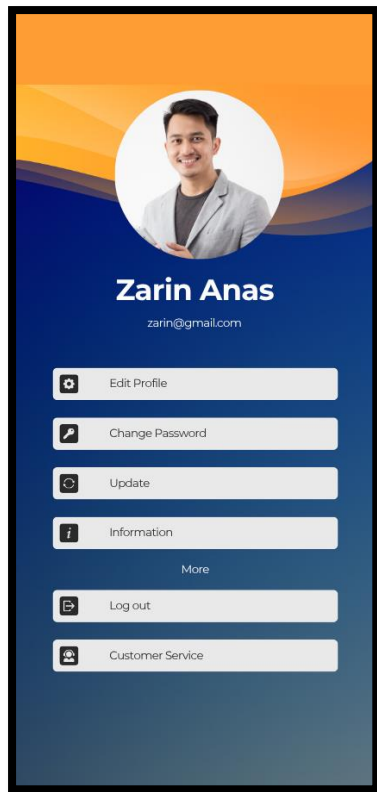 Zarin Anas
zarin@gmail.com
Edit Profile
Change Password
Update
Information
More
Log out
Customer Service